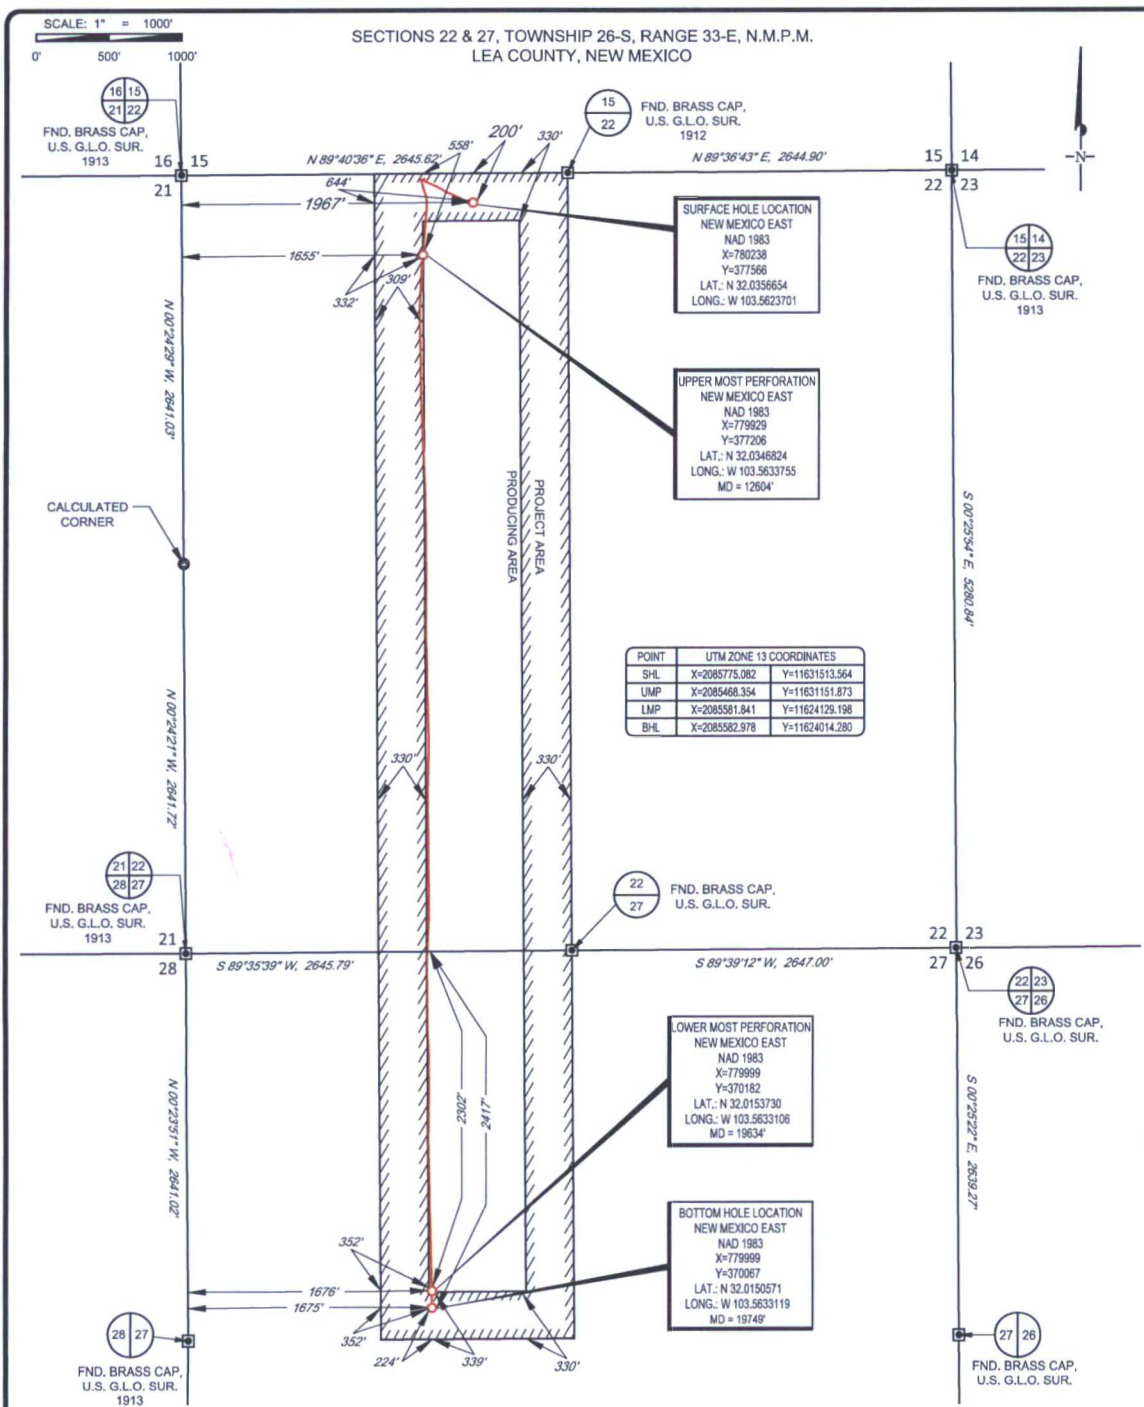 SCALE: 1" = 1000'
0' 500' 1000'
SECTIONS 22 & 27, TOWNSHIP 26-S, RANGE 33-E, N.M.P.M.
LEA COUNTY, NEW MEXICO
16 15
21 22
FND. BRASS CAP,
U.S. G.L.O. SUR.
1913
16 15
21
N 89°40'36" E, 2645.62'
558'
200'
330'
15
22
FND. BRASS CAP,
U.S. G.L.O. SUR.
1912
N 89°36'43" E, 2644.90'
15 14
22 23
N
15 14
22 23
FND. BRASS CAP,
U.S. G.L.O. SUR.
1913
644'
1967'
1655'
332'
309'
SURFACE HOLE LOCATION
NEW MEXICO EAST
NAD 1983
X=780238
Y=377566
LAT.: N 32.0356654
LONG.: W 103.5623701
UPPER MOST PERFORATION
NEW MEXICO EAST
NAD 1983
X=779929
Y=377206
LAT.: N 32.0346824
LONG.: W 103.5633755
MD = 12604'
N 00°24'29" W, 2641.03'
CALCULATED
CORNER
PROJECT AREA
PRODUCING AREA
S 00°25'54" E, 5280.84'
POINT UTM ZONE 13 COORDINATES
SHL X=2085775.082 Y=11631513.564
UMP X=2085468.354 Y=11631151.873
LMP X=2085581.841 Y=11624129.198
BHL X=2085582.978 Y=11624014.280
N 00°24'21" W, 2641.72'
330'
330'
21 22
28 27
FND. BRASS CAP,
U.S. G.L.O. SUR.
1913
21
28
22
27
FND. BRASS CAP,
U.S. G.L.O. SUR.
22 23
27 26
S 89°35'39" W, 2645.79'
S 89°39'12" W, 2647.00'
22 23
27 26
FND. BRASS CAP,
U.S. G.L.O. SUR.
LOWER MOST PERFORATION
NEW MEXICO EAST
NAD 1983
X=779999
Y=370182
LAT.: N 32.0153730
LONG.: W 103.5633106
MD = 19634'
2302'
2417'
N 00°23'51" W, 2641.02'
S 00°25'22" E, 2639.27'
BOTTOM HOLE LOCATION
NEW MEXICO EAST
NAD 1983
X=779999
Y=370067
LAT.: N 32.0150571
LONG.: W 103.5633119
MD = 19749'
352'
1676'
1675'
352'
224'
339'
330'
28 27
FND. BRASS CAP,
U.S. G.L.O. SUR.
1913
27 26
FND. BRASS CAP,
U.S. G.L.O. SUR.